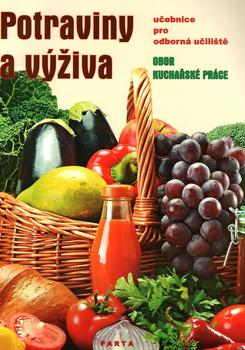 Potraviny
a výživa
učebnice
pro
odborná učiliště
OBOR
KUCHAŘSKÉ PRÁCE
PARTA